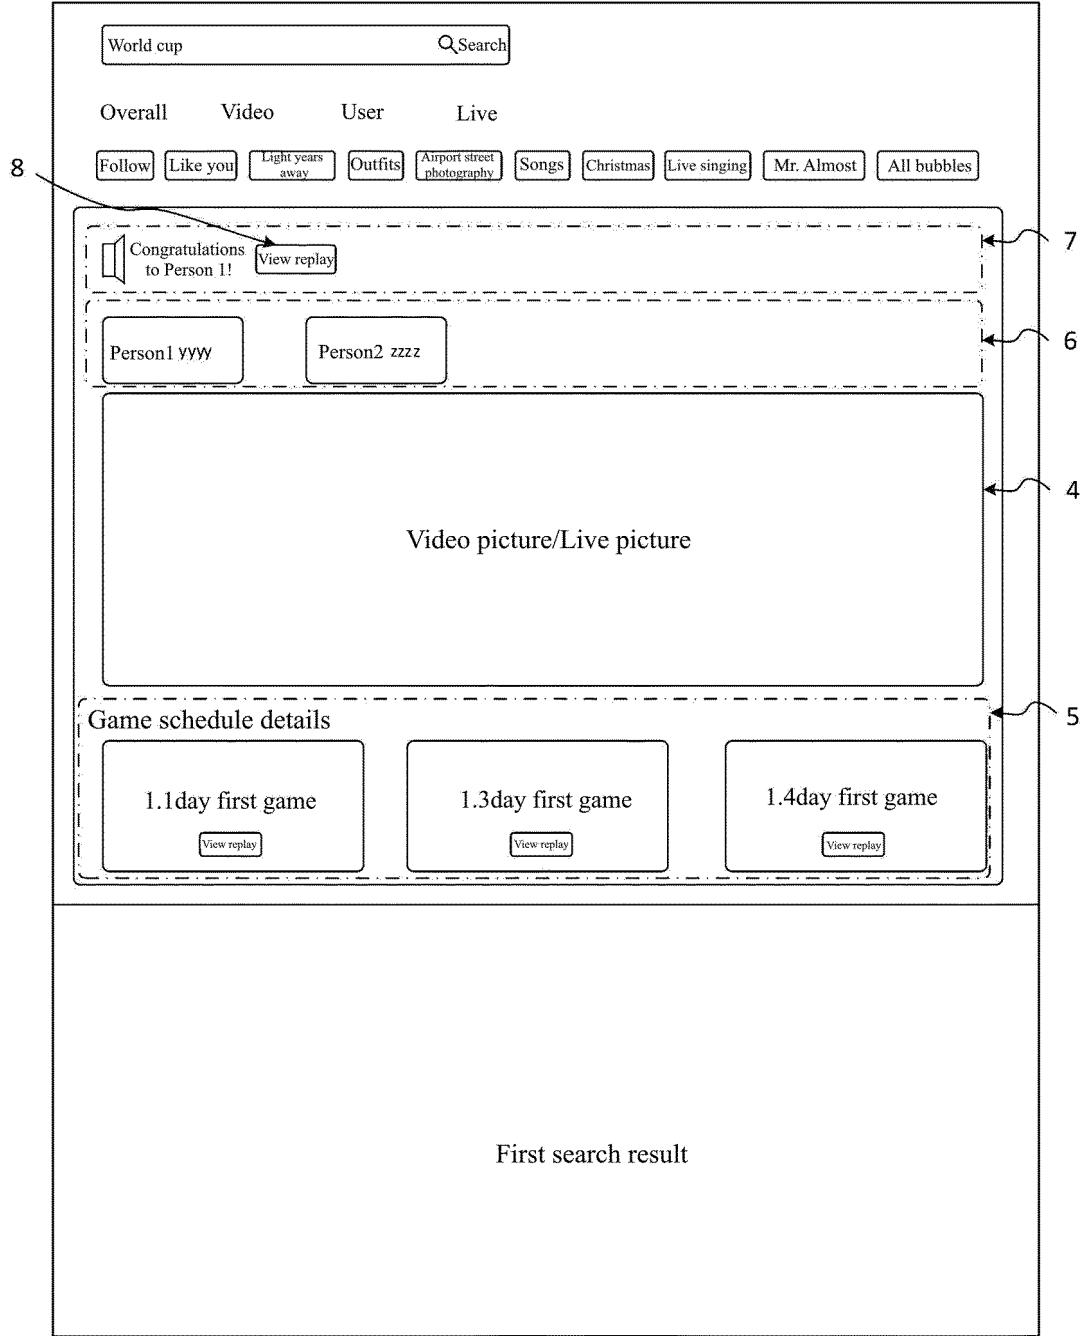 World cup Search
Overall Video User Live
Follow Like you Light years away Outfits Airport street photography Songs Christmas Live singing Mr. Almost All bubbles
8
Congratulations
to Person 1!
View replay
7
Person1 yyyy Person2 zzzz
6
4
Video picture/Live picture
5
Game schedule details
1.1day first game 1.3day first game 1.4day first game
View replay View replay View replay
First search result